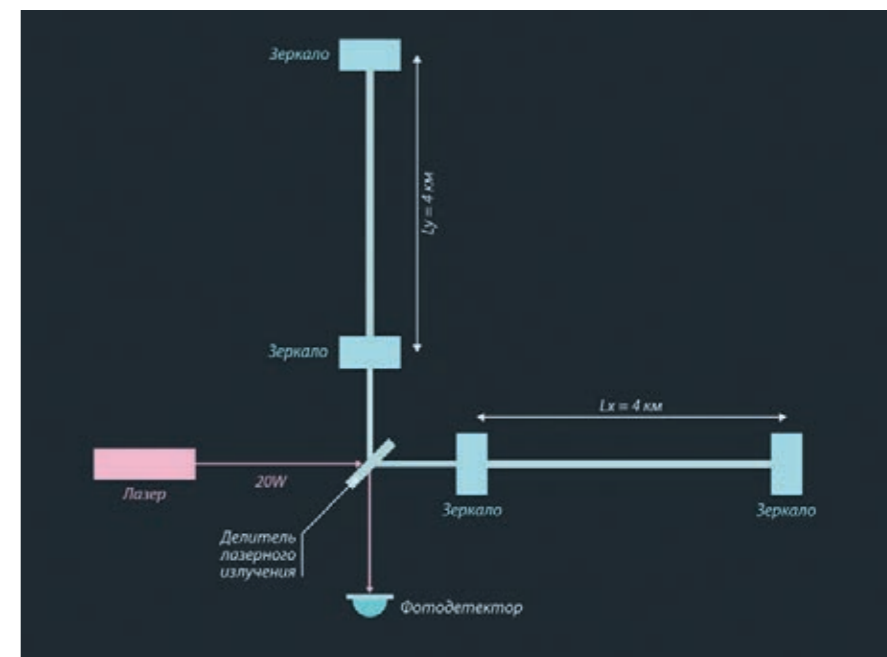 Зеркало
Ly = 4 км
Зеркало
Lx = 4 км
Лазер
20W
Зеркало
Зеркало
Делитель
лазерного
излучения
Фотодетектор